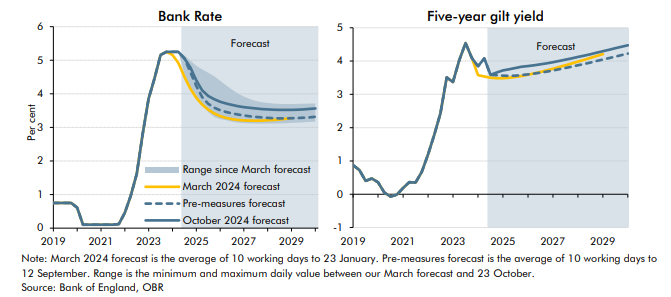 Bank Rate
6
5
4
3
2
1
0
Per cent
Forecast
Range since March forecast
March 2024 forecast
Pre-measures forecast
October 2024 forecast
2019 2021 2023 2025 2027 2029
Five-year gilt yield
5
4
3
2
1
0
-1
Forecast
2019 2021 2023 2025 2027 2029
Note: March 2024 forecast is the average of 10 working days to 23 January. Pre-measures forecast is the average of 10 working days to
12 September. Range is the minimum and maximum daily value between our March forecast and 23 October.
Source: Bank of England, OBR